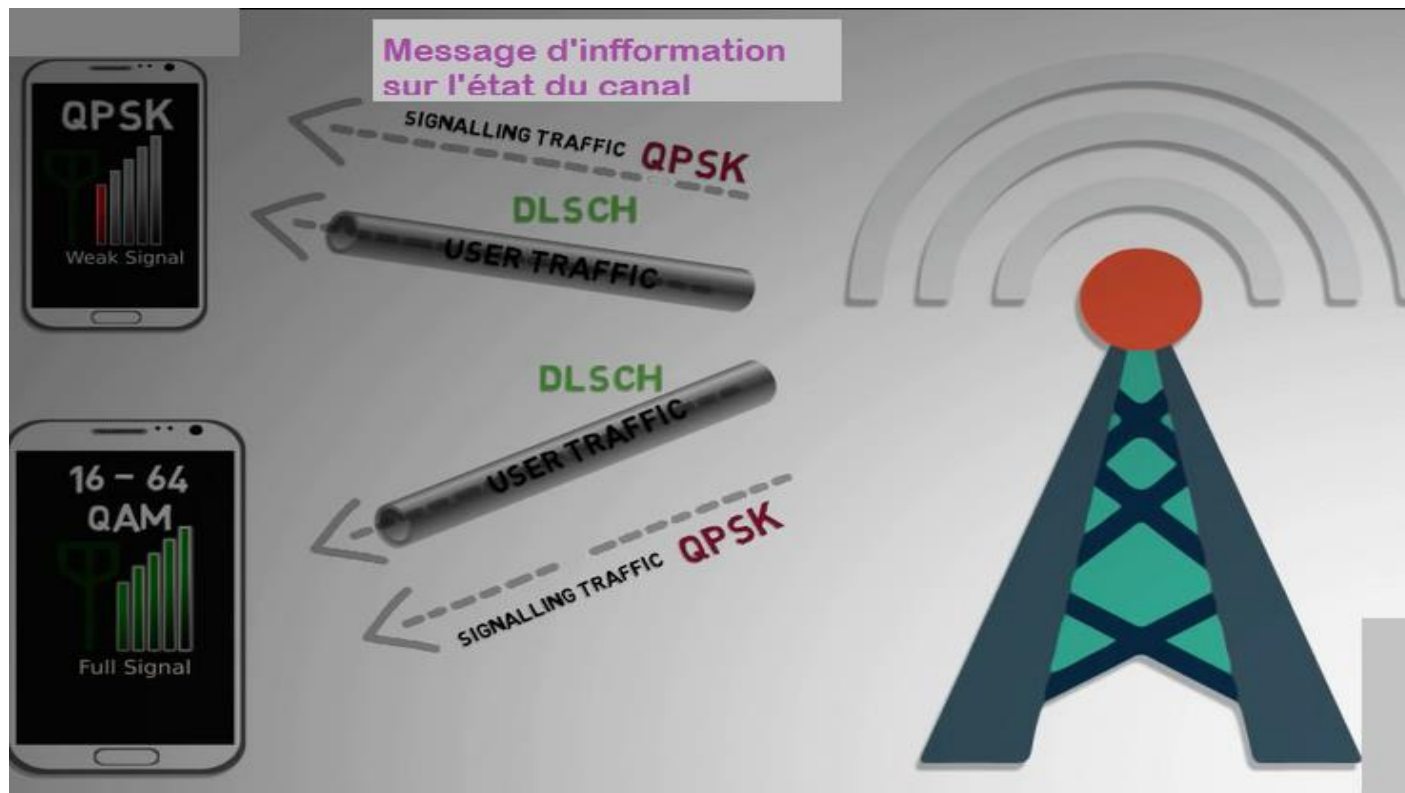 Message d'infformation
sur l'état du canal
QPSK
Weak Signal
SIGNALLING TRAFFIC QPSK
DLSCH
USER TRAFFIC
DLSCH
USER TRAFFIC
16 - 64
QAM
Full Signal
SIGNALLING TRAFFIC QPSK